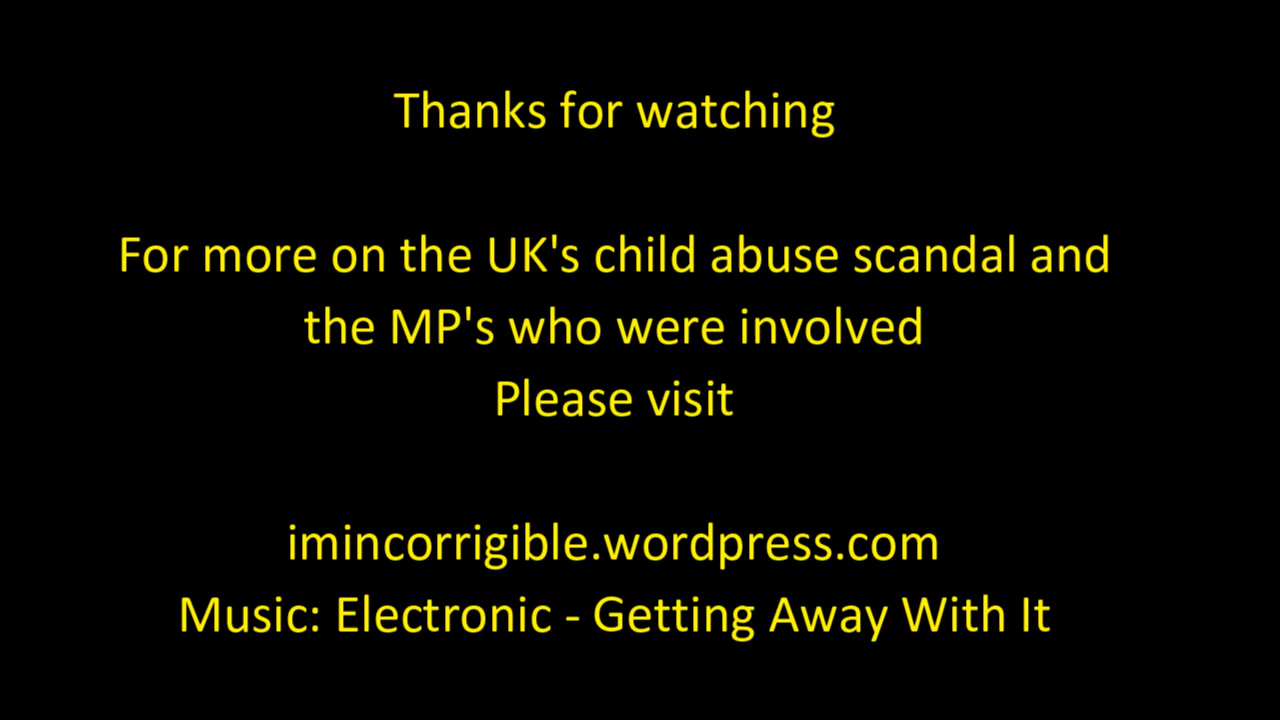 Thanks for watching
For more on the UK's child abuse scandal and
the MP's who were involved
Please visit
imincorrigible.wordpress.com
Music: Electronic - Getting Away With It